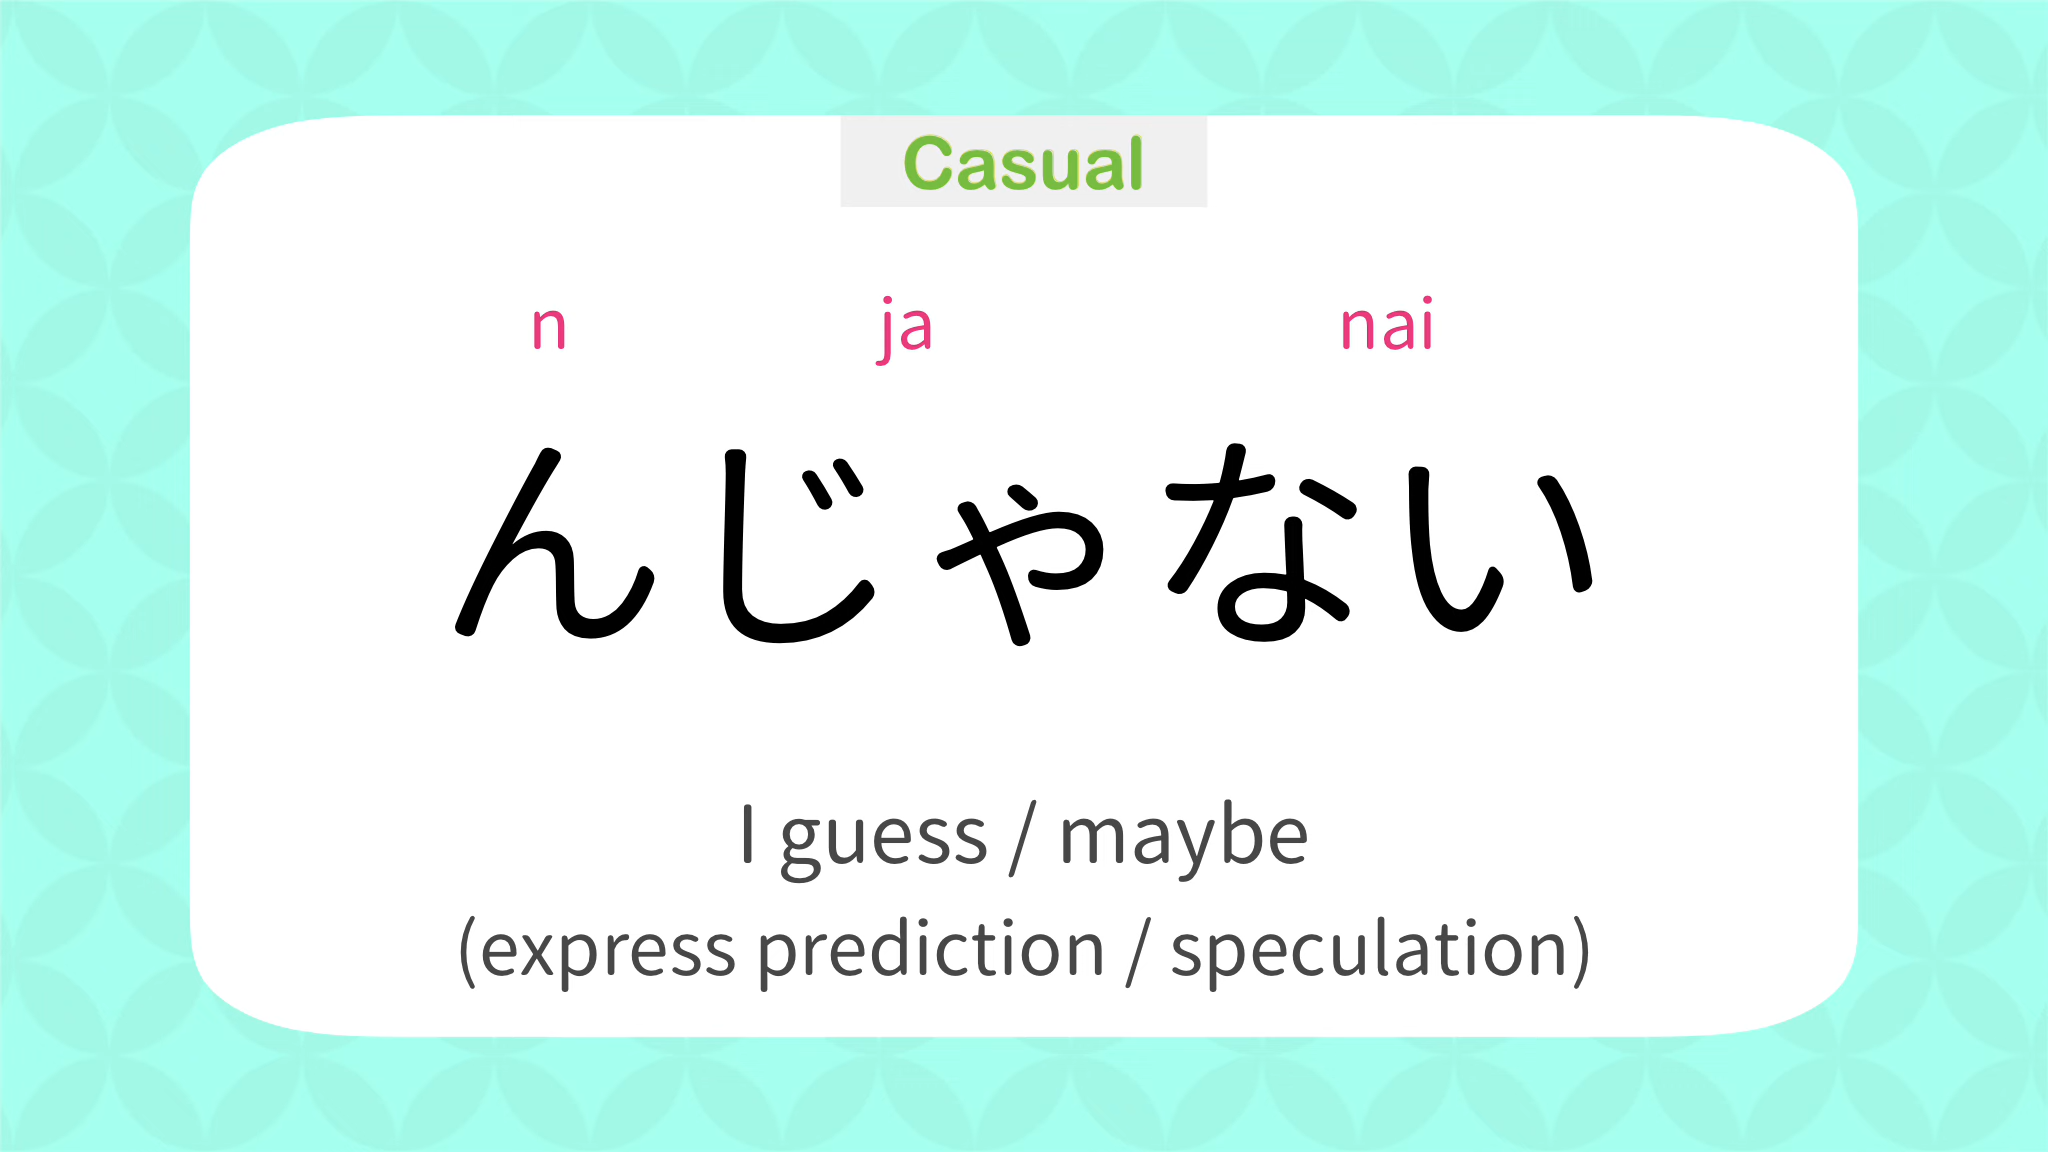 Casual
n ja nai
んじゃない
I guess / maybe
(express prediction / speculation)